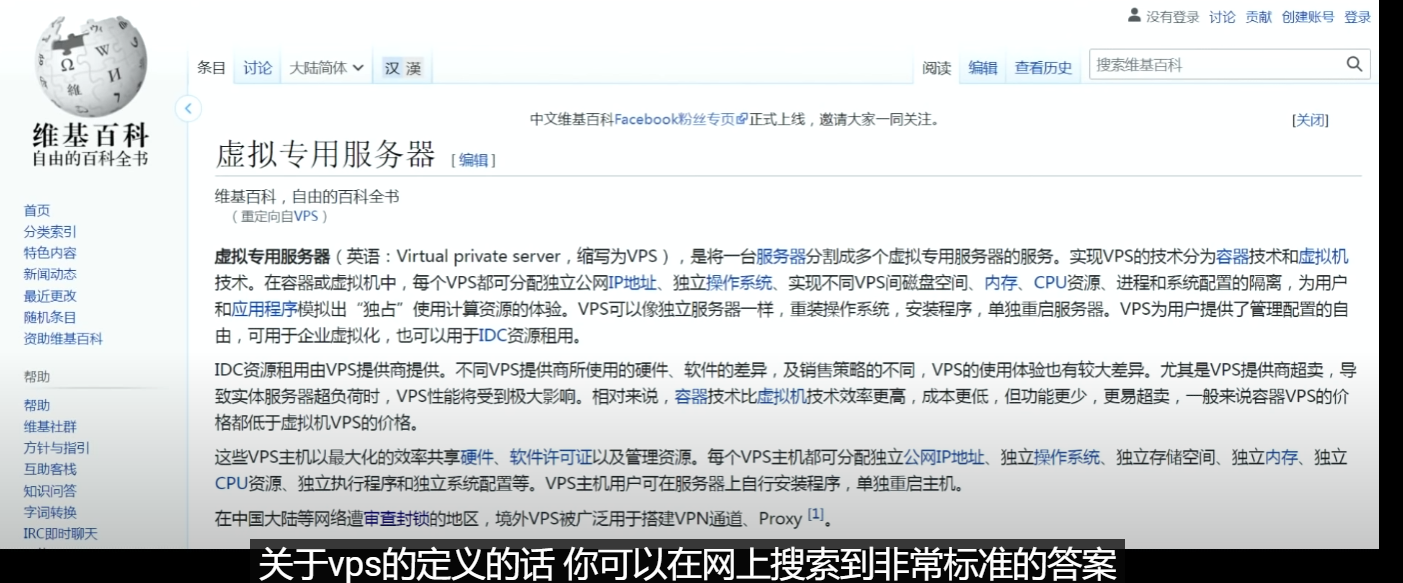 没有登录 讨论 贡献 创建账号 登录
维基百科
自由的百科全书
条目 讨论 大陆简体 汉 漢 阅读 编辑 查看历史 搜索维基百科
中文维基百科Facebook粉丝专页正式上线，邀请大家一同关注。 [关闭]
虚拟专用服务器 [编辑]
维基百科，自由的百科全书
（重定向自VPS）
虚拟专用服务器（英语：Virtual private server，缩写为VPS），是将一台服务器分割成多个虚拟专用服务器的服务。实现VPS的技术分为容器技术和虚拟机
技术。在容器或虚拟机中，每个VPS都可分配独立公网IP地址、独立操作系统、实现不同VPS间磁盘空间、内存、CPU资源、进程和系统配置的隔离，为用户
和应用程序模拟出“独占”使用计算资源的体验。VPS可以像独立服务器一样，重装操作系统，安装程序，单独重启服务器。VPS为用户提供了管理配置的自
由，可用于企业虚拟化，也可以用于IDC资源租用。
IDC资源租用由VPS提供商提供。不同VPS提供商所使用的硬件、软件的差异，及销售策略的不同，VPS的使用体验也有较大差异。尤其是VPS提供商超卖，导
致实体服务器超负荷时，VPS性能将受到极大影响。相对来说，容器技术比虚拟机技术效率更高，成本更低，但功能更少，更易超卖，一般来说容器VPS的价
格都低于虚拟机VPS的价格。
这些VPS主机以最大化的效率共享硬件、软件许可证以及管理资源。每个VPS主机都可分配独立公网IP地址、独立操作系统、独立存储空间、独立内存、独立
CPU资源、独立执行程序和独立系统配置等。VPS主机用户可在服务器上自行安装程序，单独重启主机。
在中国大陆等网络遭审查封锁的地区，境外VPS被广泛用于搭建VPN通道、Proxy [1]。
首页
分类索引
特色内容
新闻动态
最近更改
随机条目
资助维基百科
帮助
帮助
维基社群
方针与指引
互助客栈
知识问答
字词转换
IRC即时聊天
关于vps的定义的话 你可以在网上搜索到非常标准的答案